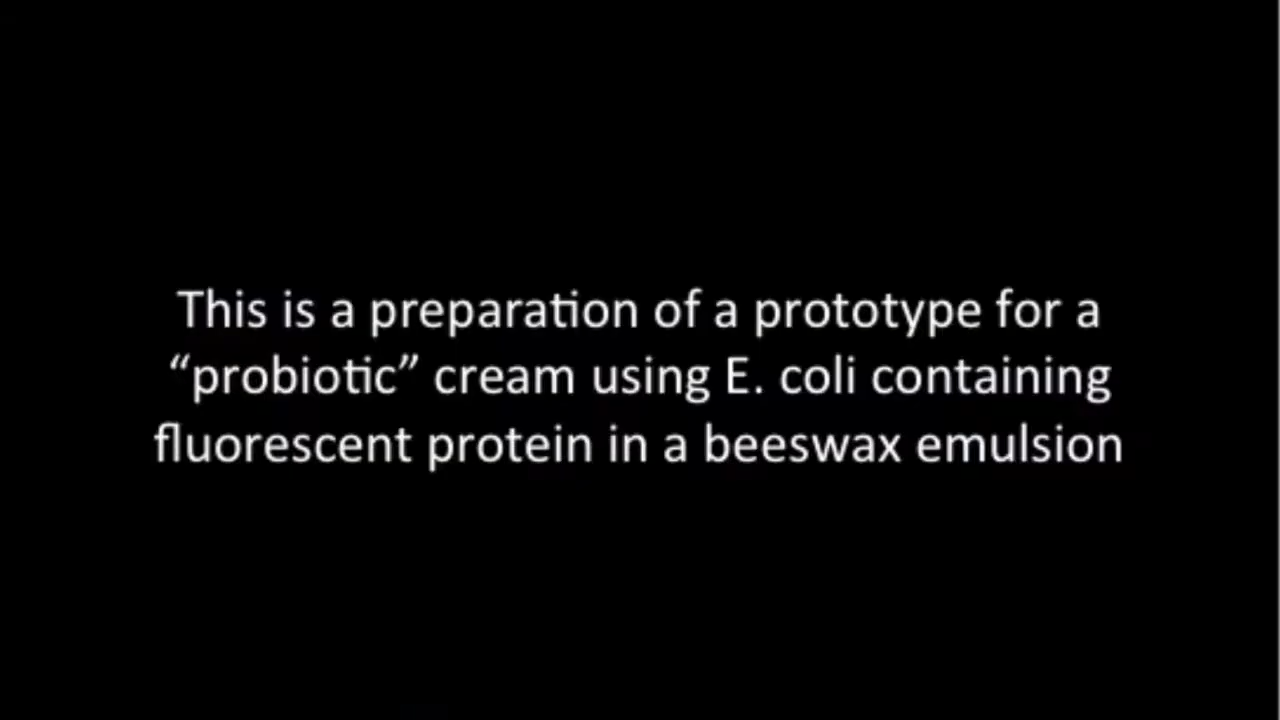 This is a preparation of a prototype for a
“probiotic” cream using E. coli containing
fluorescent protein in a beeswax emulsion